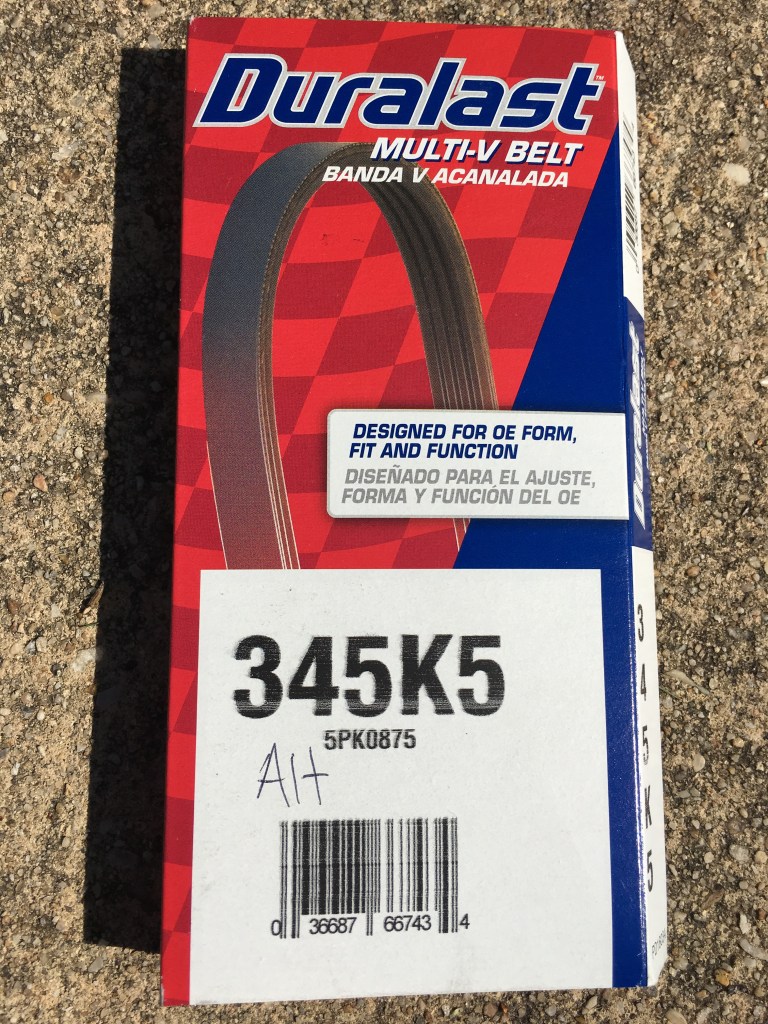 Duralast™
MULTI-V BELT
BANDA V ACANALADA
DESIGNED FOR OE FORM,
FIT AND FUNCTION
DISEÑADO PARA EL AJUSTE,
FORMA Y FUNCIÓN DEL OE
345K5
5PK0875
Alt
0 36687 66743 4
Duralast
345K5